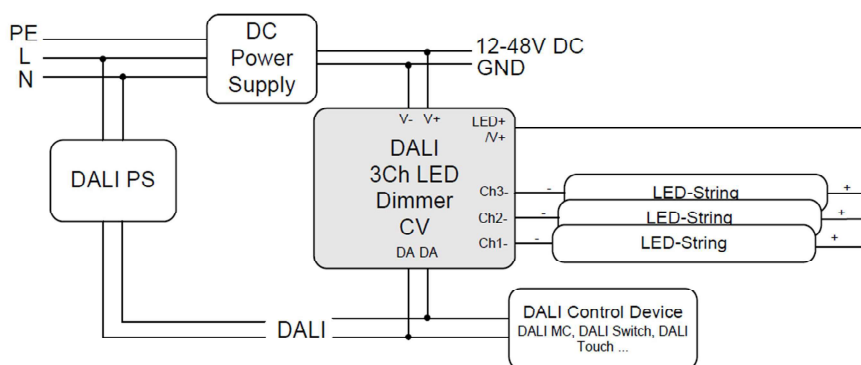 PE
L
N
DC
Power
Supply
12-48V DC
GND
V- V+
LED+
/V+
DALI
3Ch LED
Dimmer
CV
DALI PS
Ch3-
-
LED-String
+
Ch2-
-
LED-String
+
Ch1-
-
LED-String
+
DA DA
DALI
DALI Control Device
DALI MC, DALI Switch, DALI
Touch ...